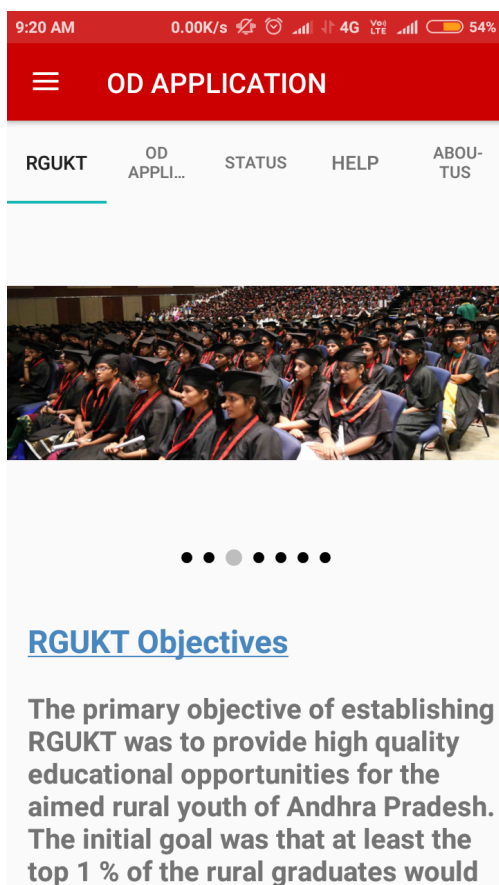 9:20 AM 0.00K/s 4G Vo) LTE 54%
OD APPLICATION
RGUKT
OD
APPLI...
STATUS
HELP
ABOU-
TUS
RGUKT Objectives
The primary objective of establishing
RGUKT was to provide high quality
educational opportunities for the
aimed rural youth of Andhra Pradesh.
The initial goal was that at least the
top 1 % of the rural graduates would